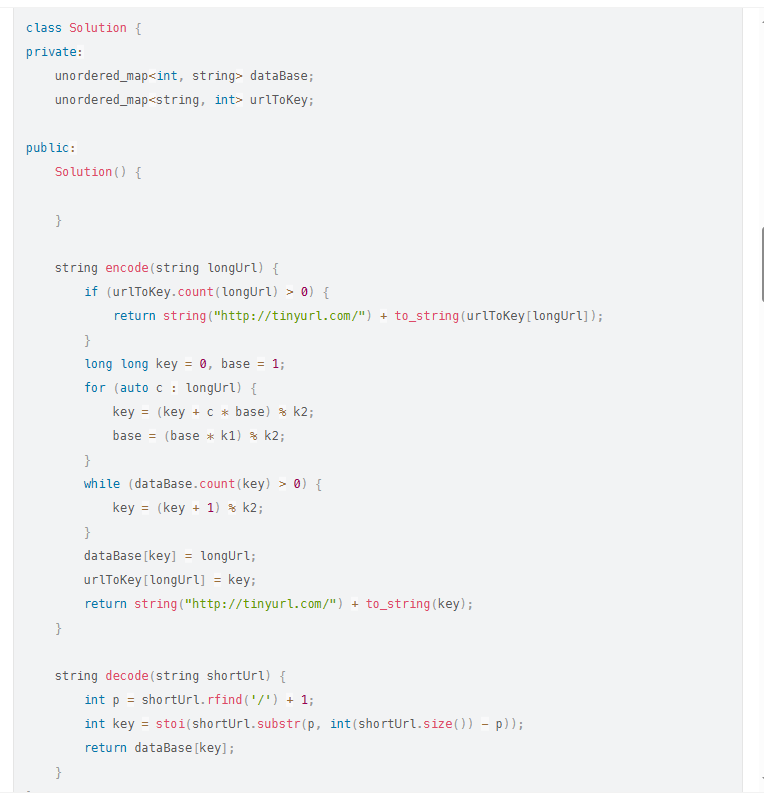 class Solution {
private:
    unordered_map<int, string> dataBase;
    unordered_map<string, int> urlToKey;

public:
    Solution() {

    }

    string encode(string longUrl) {
        if (urlToKey.count(longUrl) > 0) {
            return string("http://tinyurl.com/") + to_string(urlToKey[longUrl]);
        }
        long long key = 0, base = 1;
        for (auto c : longUrl) {
            key = (key + c * base) % k2;
            base = (base * k1) % k2;
        }
        while (dataBase.count(key) > 0) {
            key = (key + 1) % k2;
        }
        dataBase[key] = longUrl;
        urlToKey[longUrl] = key;
        return string("http://tinyurl.com/") + to_string(key);
    }

    string decode(string shortUrl) {
        int p = shortUrl.rfind('/') + 1;
        int key = stoi(shortUrl.substr(p, int(shortUrl.size()) - p));
        return dataBase[key];
    }